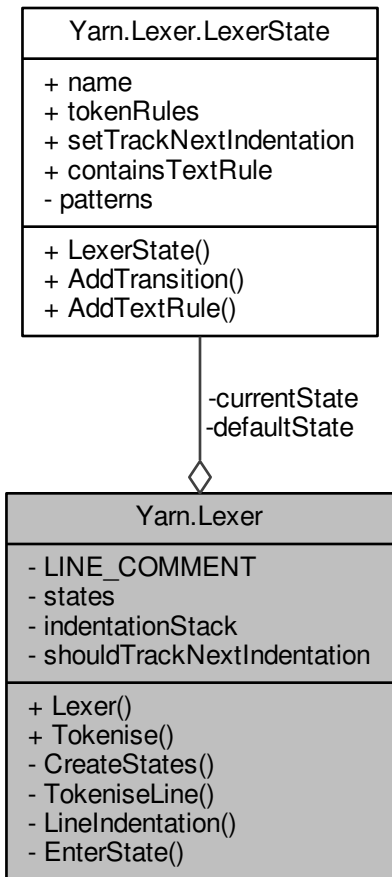 Yarn.Lexer.LexerState
+ name
+ tokenRules
+ setTrackNextIndentation
+ containsTextRule
- patterns
+ LexerState()
+ AddTransition()
+ AddTextRule()
-currentState
-defaultState
Yarn.Lexer
- LINE_COMMENT
- states
- indentationStack
- shouldTrackNextIndentation
+ Lexer()
+ Tokenise()
- CreateStates()
- TokeniseLine()
- LineIndentation()
- EnterState()